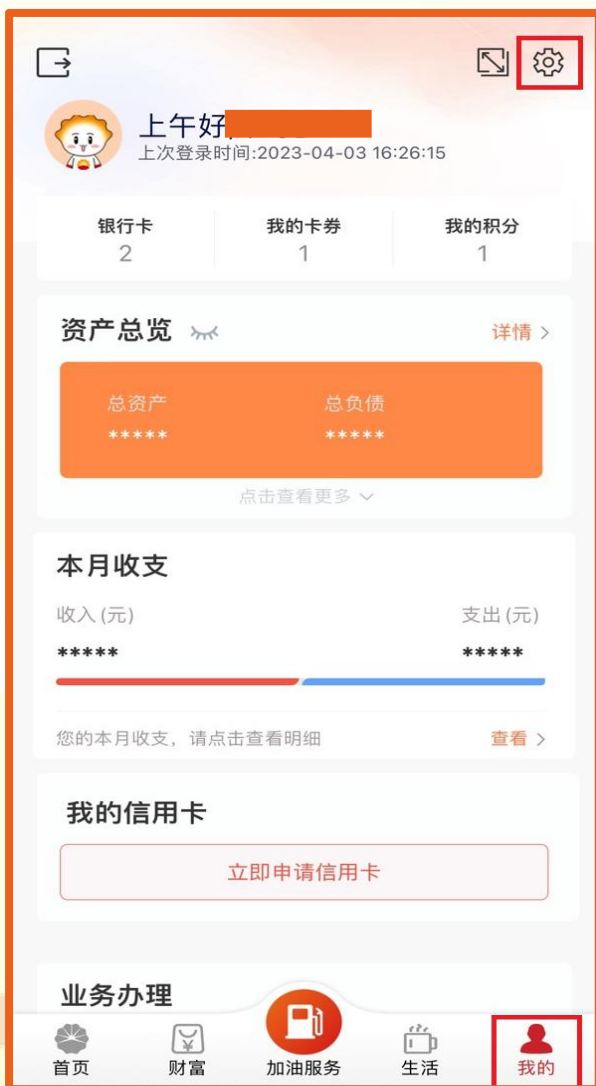 上午好
上次登录时间:2023-04-03 16:26:15
银行卡 我的卡券 我的积分
2 1 1
资产总览 详情 >
总资产 总负债
***** *****
点击查看更多
本月收支
收入(元) 支出(元)
***** *****
您的本月收支，请点击查看明细 查看 >
我的信用卡
立即申请信用卡
业务办理
首页 财富 加油服务 生活 我的